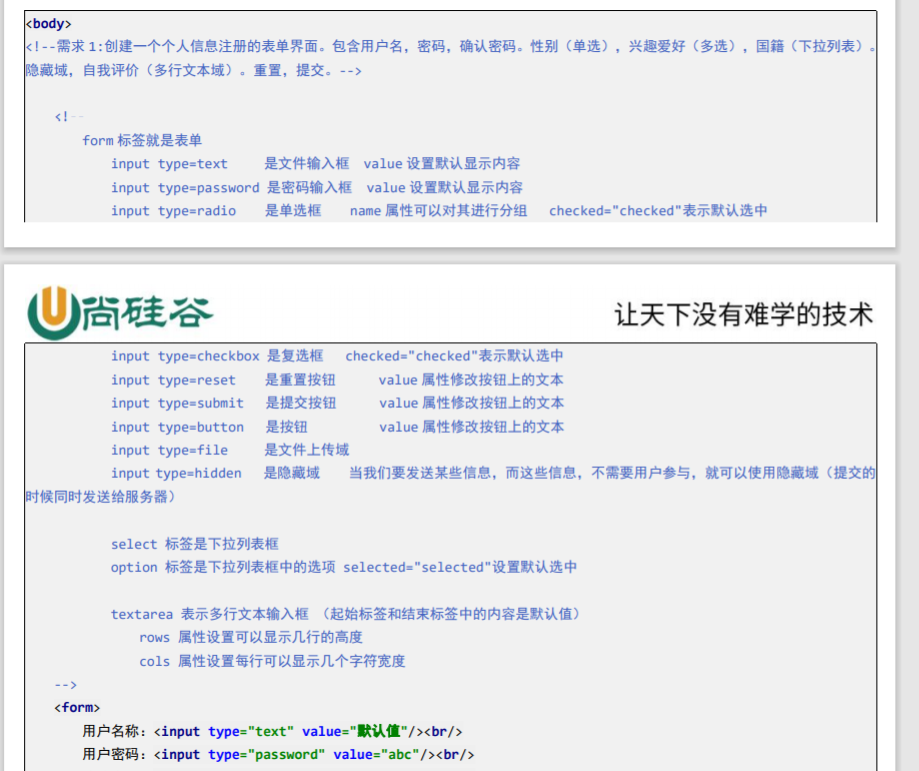 <body>
<!--需求 1:创建一个个人信息注册的表单界面。包含用户名，密码，确认密码。性别（单选），兴趣爱好（多选），国籍（下拉列表）。
隐藏域，自我评价（多行文本域）。重置，提交。-->
<!--
form 标签就是表单
input type=text 是文件输入框 value 设置默认显示内容
input type=password 是密码输入框 value 设置默认显示内容
input type=radio 是单选框 name 属性可以对其进行分组 checked="checked"表示默认选中
尚硅谷 让天下没有难学的技术
input type=checkbox 是复选框 checked="checked"表示默认选中
input type=reset 是重置按钮 value 属性修改按钮上的文本
input type=submit 是提交按钮 value 属性修改按钮上的文本
input type=button 是按钮 value 属性修改按钮上的文本
input type=file 是文件上传域
input type=hidden 是隐藏域 当我们要发送某些信息，而这些信息，不需要用户参与，就可以使用隐藏域（提交的
时候同时发送给服务器）
select 标签是下拉列表框
option 标签是下拉列表框中的选项 selected="selected"设置默认选中
textarea 表示多行文本输入框 （起始标签和结束标签中的内容是默认值）
rows 属性设置可以显示几行的高度
cols 属性设置每行可以显示几个字符宽度
-->
<form>
用户名称：<input type="text" value="默认值"/><br/>
用户密码：<input type="password" value="abc"/><br/>